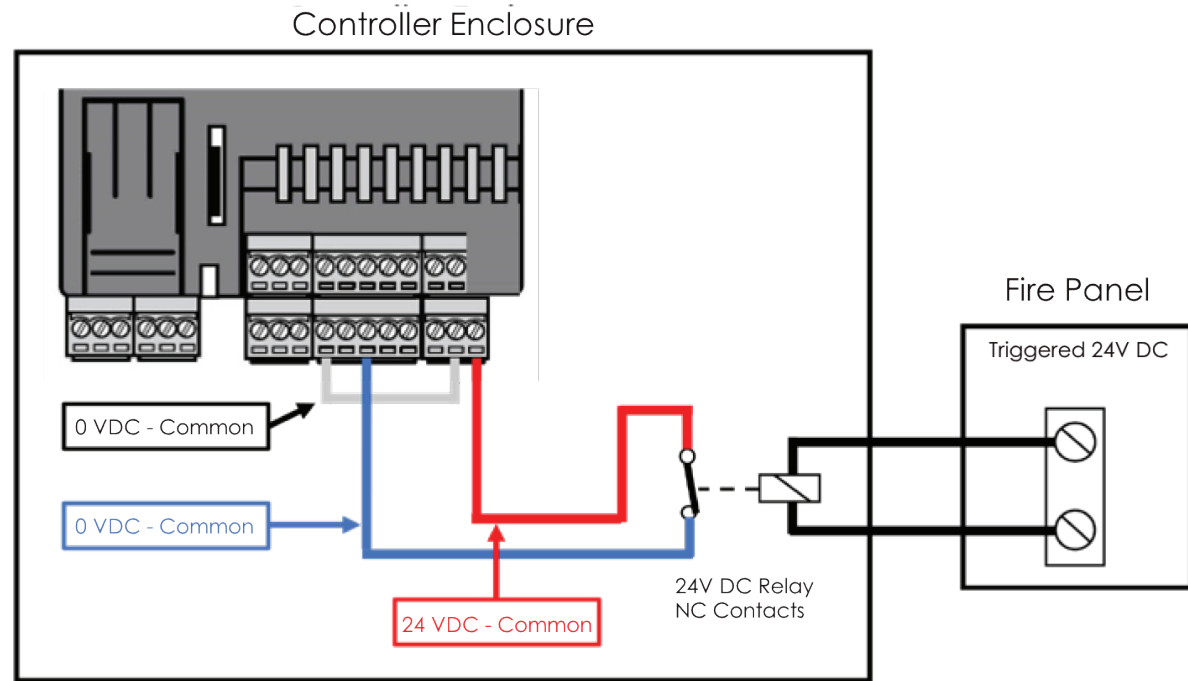 Controller Enclosure
Fire Panel
Triggered 24V DC
0 VDC - Common
0 VDC - Common
24V DC Relay
NC Contacts
24 VDC - Common